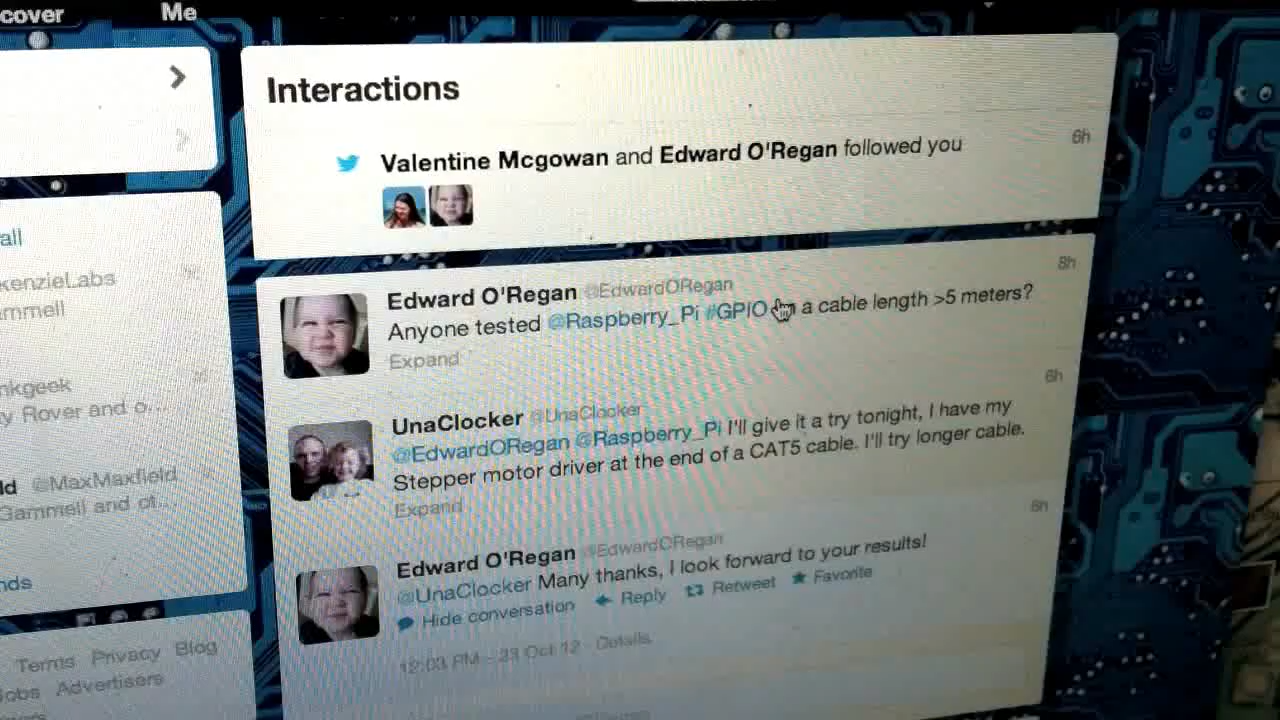 cover
Me
Interactions
Valentine Mcgowan and Edward O'Regan followed you
6h
all
kenzieLabs
ammell
nkgeek
y Rover and o...
ld @MaxMaxfield
Gammell and ot...
nds
Terms Privacy Blog
Jobs Advertisers
Edward O'Regan @EdwardORegan
8h
Anyone tested @Raspberry_Pi #GPIO a cable length >5 meters?
Expand
UnaClocker @UnaClocker
6h
@EdwardORegan @Raspberry_Pi I'll give it a try tonight, I have my
Stepper motor driver at the end of a CAT5 cable. I'll try longer cable.
Expand
Edward O'Regan @EdwardORegan
6h
@UnaClocker Many thanks, I look forward to your results!
Hide conversation Reply Retweet Favorite
12:03 PM - 23 Oct 12 · Details